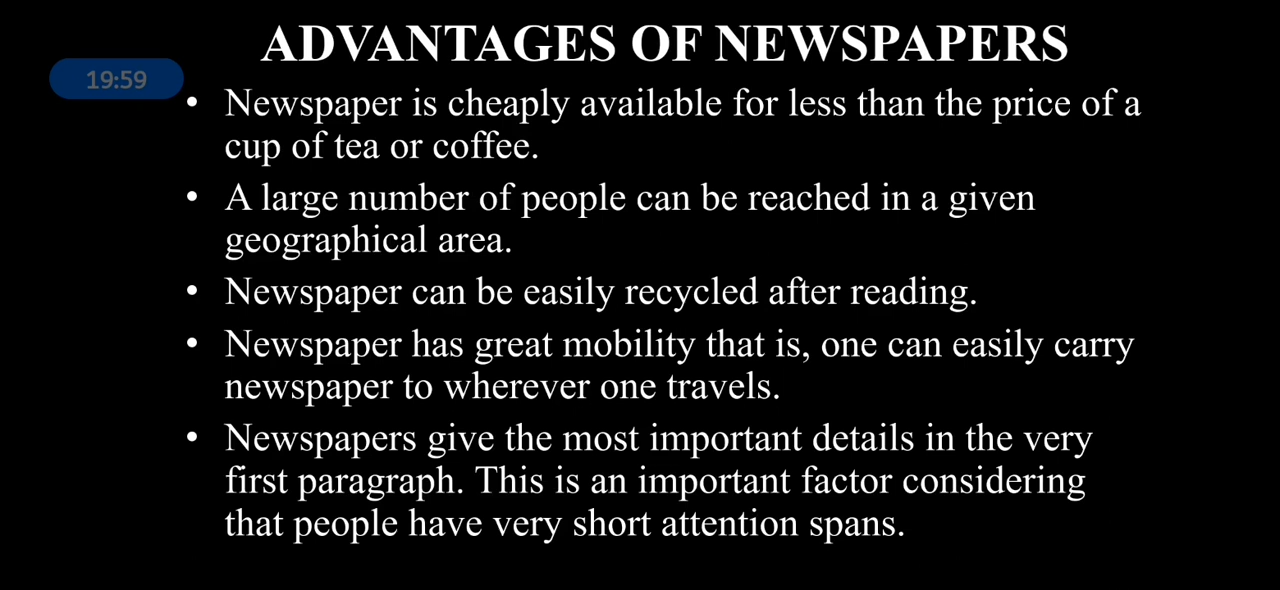 ADVANTAGES OF NEWSPAPERS
19:59
• Newspaper is cheaply available for less than the price of a
cup of tea or coffee.
• A large number of people can be reached in a given
geographical area.
• Newspaper can be easily recycled after reading.
• Newspaper has great mobility that is, one can easily carry
newspaper to wherever one travels.
• Newspapers give the most important details in the very
first paragraph. This is an important factor considering
that people have very short attention spans.